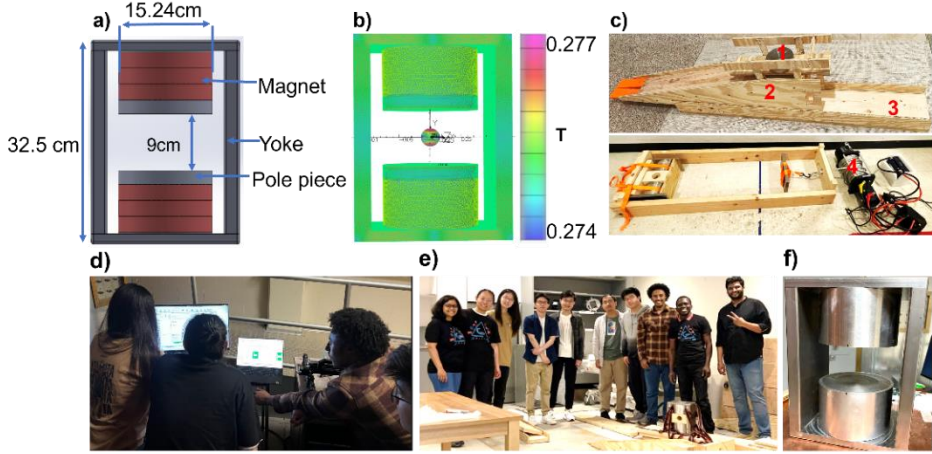 a)
15.24cm
Magnet
32.5 cm
9cm
Yoke
Pole piece
b)
0.277
T
0.274
c)
1
2
3
4
d)
e)
f)